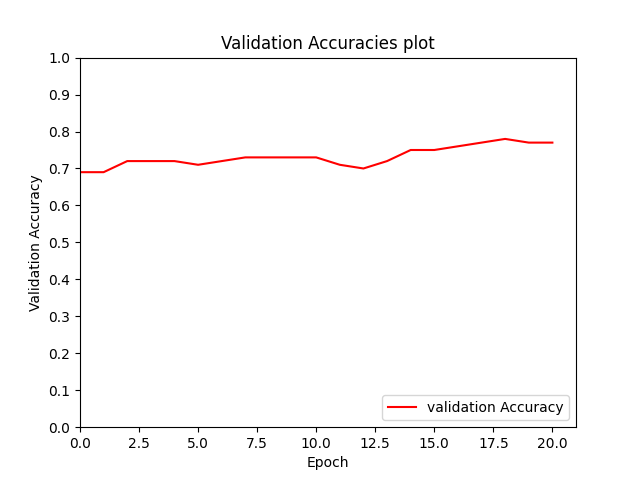 Validation Accuracies plot
1.0
0.9
0.8
0.7
0.6
0.5
0.4
0.3
0.2
0.1
0.0
Validation Accuracy
validation Accuracy
0.0 2.5 5.0 7.5 10.0 12.5 15.0 17.5 20.0
Epoch